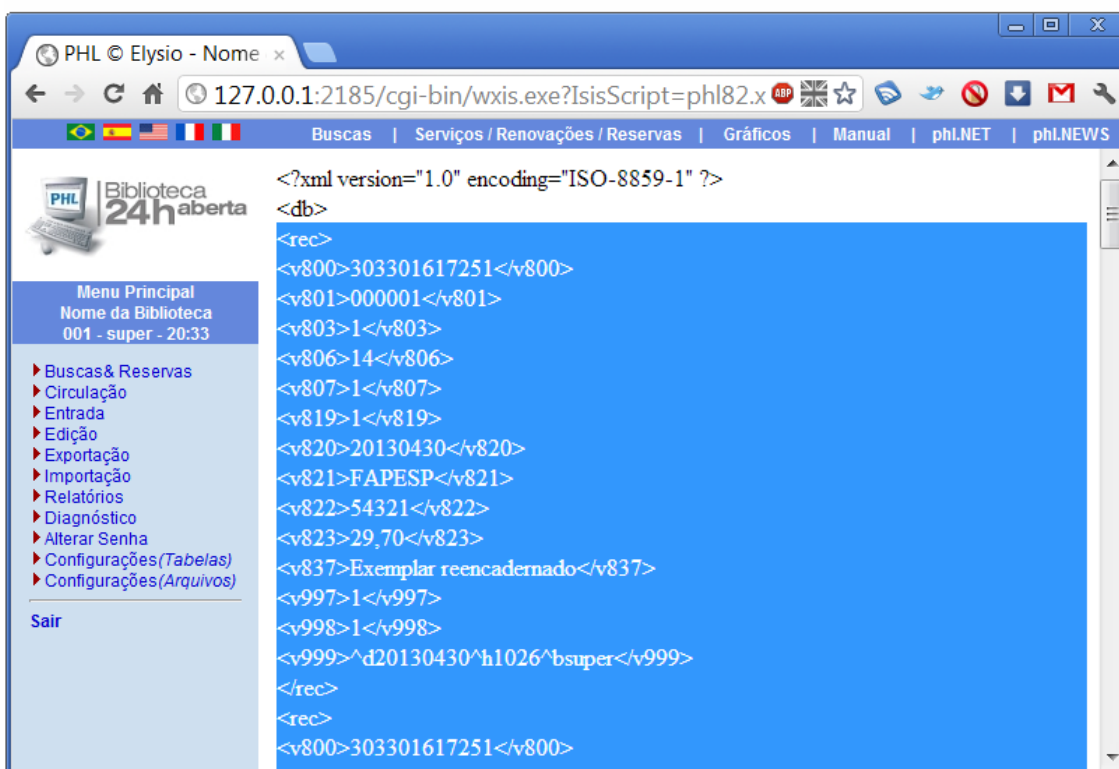 PHL © Elysio - Nome
127.0.0.1:2185/cgi-bin/wxis.exe?IsisScript=phl82.x
ABP
Buscas | Serviços / Renovações / Reservas | Gráficos | Manual | phl.NET | phl.NEWS
PHL
Biblioteca
24h aberta
Menu Principal
Nome da Biblioteca
001 - super - 20:33
Buscas& Reservas
Circulação
Entrada
Edição
Exportação
Importação
Relatórios
Diagnóstico
Alterar Senha
Configurações(Tabelas)
Configurações(Arquivos)
Sair
<?xml version="1.0" encoding="ISO-8859-1" ?>
<db>
<rec>
<v800>303301617251</v800>
<v801>000001</v801>
<v803>1</v803>
<v806>14</v806>
<v807>1</v807>
<v819>1</v819>
<v820>20130430</v820>
<v821>FAPESP</v821>
<v822>54321</v822>
<v823>29,70</v823>
<v837>Exemplar reencadernado</v837>
<v997>1</v997>
<v998>1</v998>
<v999>^d20130430^h1026^bsuper</v999>
</rec>
<rec>
<v800>303301617251</v800>